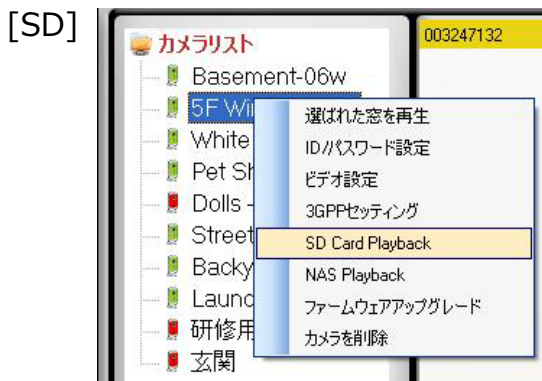 [SD]
カメラリスト
003247132
Basement-06w
5F Wi
White
Pet Sh
Dolls -
Street
Backy
Laund
研修用
玄関
選ばれた窓を再生
ID/パスワード設定
ビデオ設定
3GPPセッティング
SD Card Playback
NAS Playback
ファームウェアアップグレード
カメラを削除